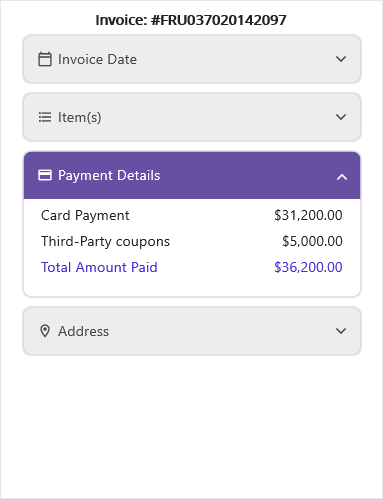 Invoice: #FRU037020142097
Invoice Date
Item(s)
Payment Details
Card Payment $31,200.00
Third-Party coupons $5,000.00
Total Amount Paid $36,200.00
Address